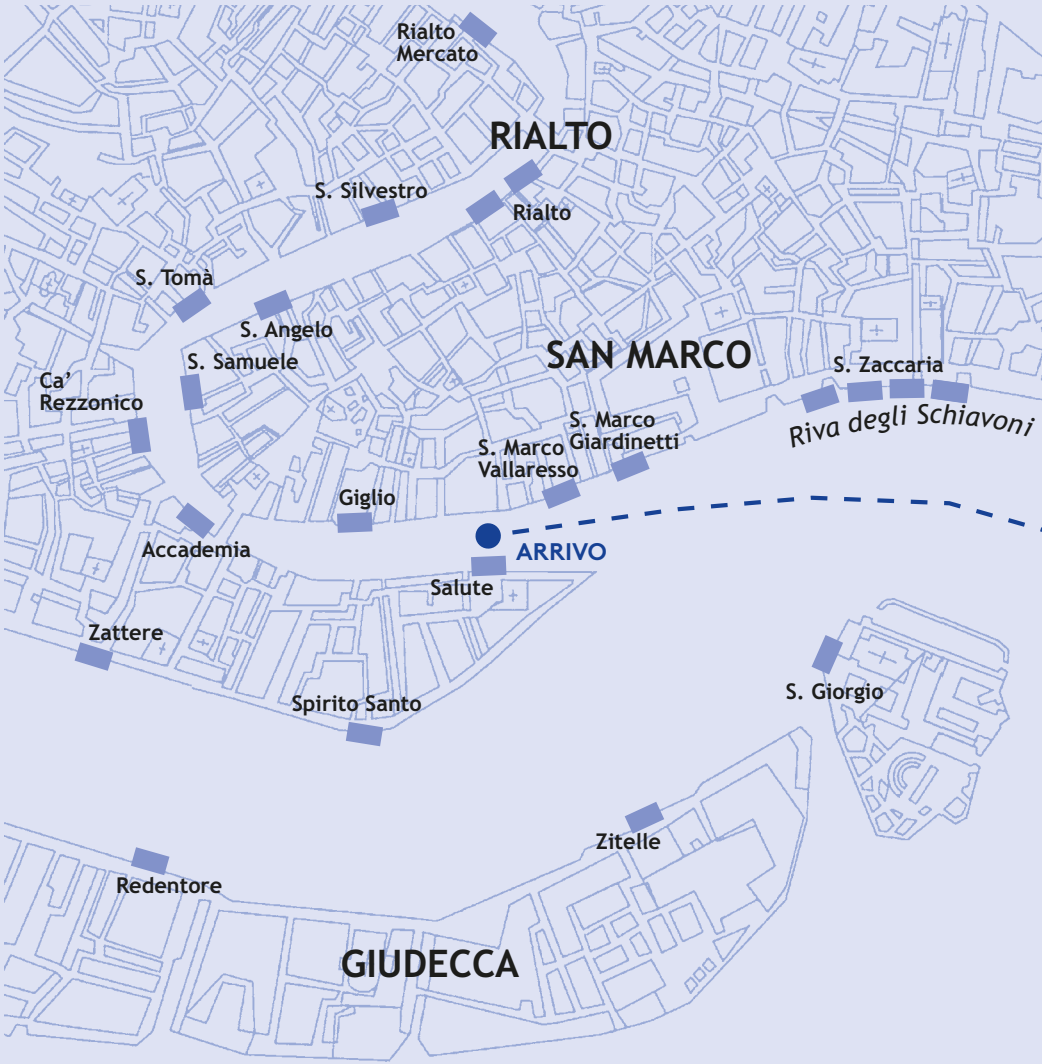 Rialto
Mercato
RIALTO
S. Silvestro
Rialto
S. Tomà
S. Angelo
SAN MARCO
S. Samuele
S. Zaccaria
Ca’
Rezzonico
Riva degli Schiavoni
S. Marco
Giardinetti
S. Marco
Vallaresso
Giglio
Accademia
ARRIVO
Salute
Zattere
S. Giorgio
Spirito Santo
Zitelle
Redentore
GIUDECCA